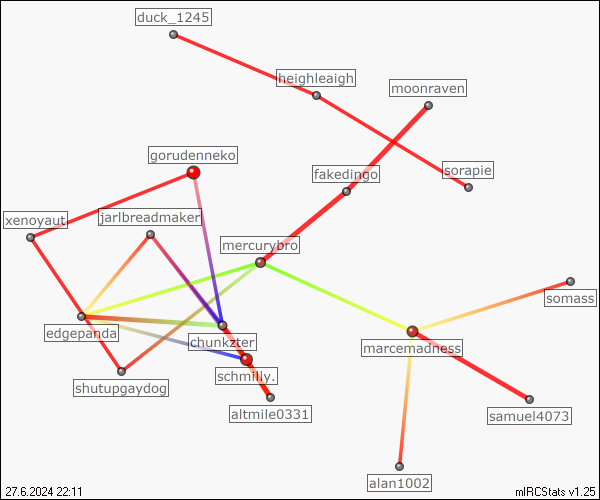 duck_1245
heighleaigh
moonraven
gorudenneko
fakedingo
sorapie
xenoyaut
jarlbreadmaker
mercurybro
somass
edgepanda
chunkzter
marcemadness
schmilly.
shutupgaydog
altmile0331
samuel4073
alan1002
27.6.2024 22:11
mIRCStats v1.25